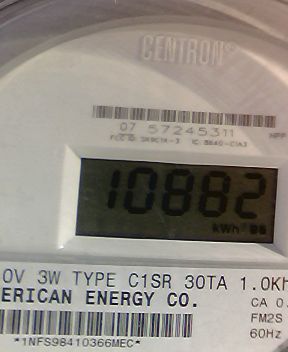 CENTRON®
07 57245311
10882
kWh
0V 3W TYPE C1SR 30TA 1.0Kh
ERICAN ENERGY CO.
CA 0.
FM2S
60Hz
*1NFS98410366MEC*